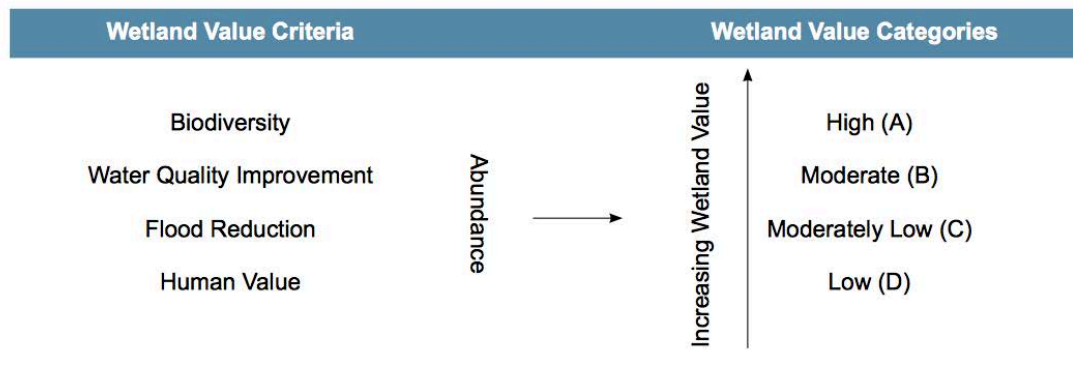 Wetland Value Criteria
Wetland Value Categories
Biodiversity
Water Quality Improvement
Flood Reduction
Human Value
Abundance
Increasing Wetland Value
High (A)
Moderate (B)
Moderately Low (C)
Low (D)